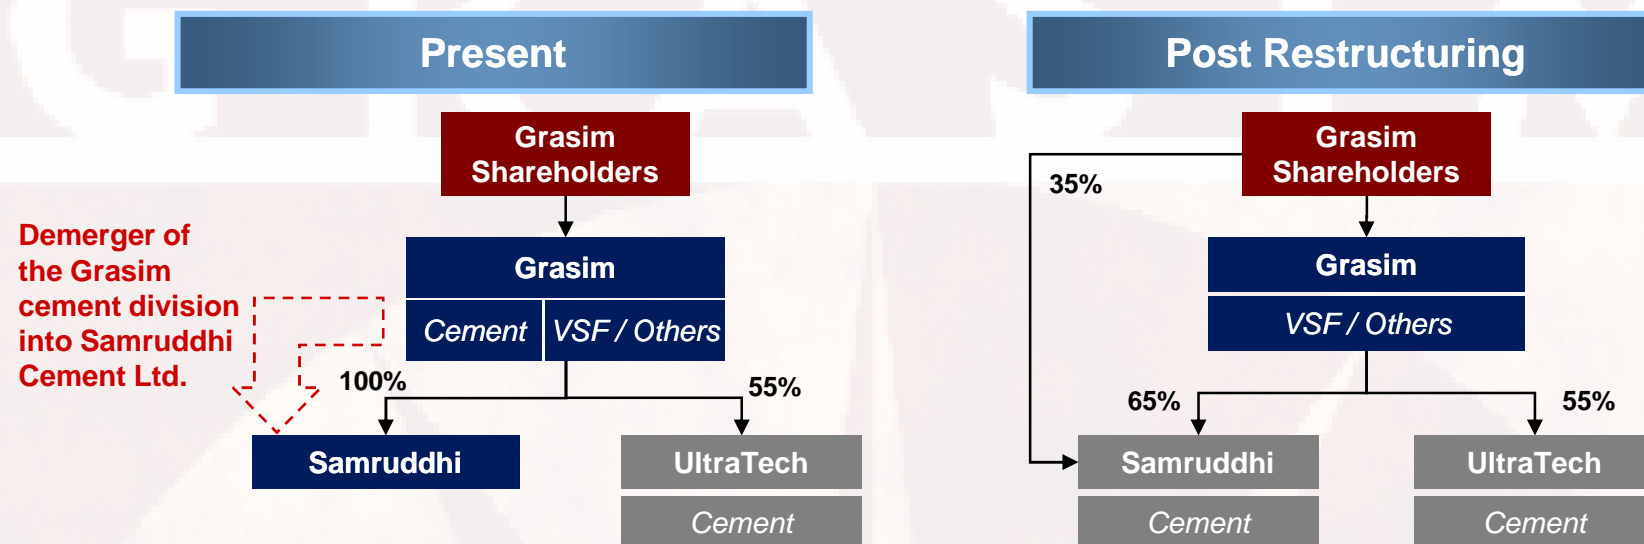 GRASIM
Present
Grasim
Shareholders
Demerger of
the Grasim
cement division
into Samruddhi
Cement Ltd.
Grasim
Cement
VSF / Others
100%
55%
Samruddhi
UltraTech
Cement
Post Restructuring
Grasim
Shareholders
35%
Grasim
VSF / Others
65%
55%
Samruddhi
UltraTech
Cement
Cement